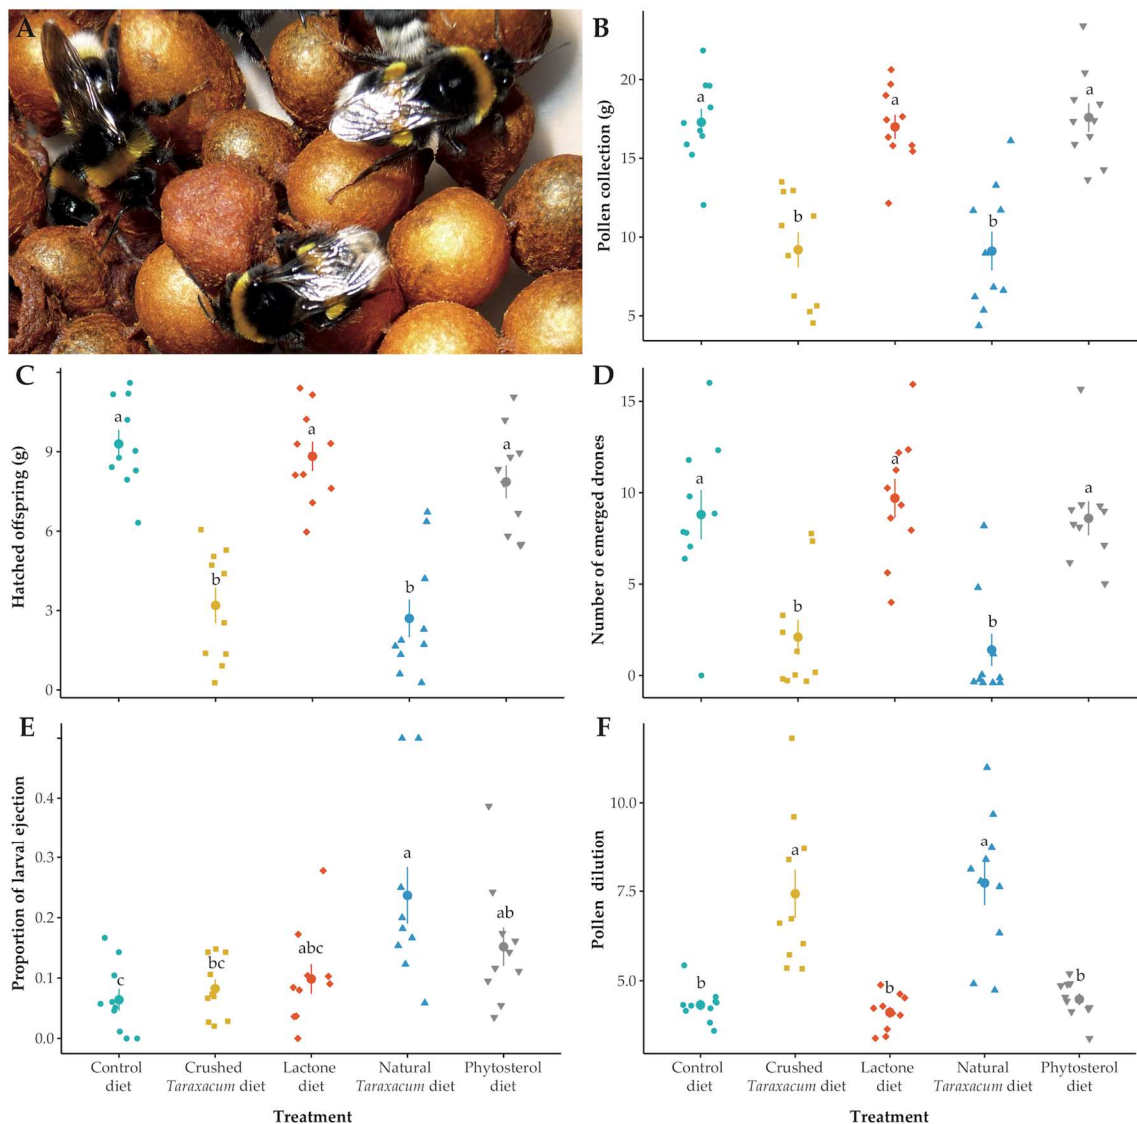 A
B
Pollen collection (g)
20
15
10
5
a
b
a
b
a
C
Hatched offspring (g)
9
6
3
0
a
b
a
b
a
D
Number of emerged drones
15
10
5
0
a
b
a
b
a
E
Proportion of larval ejection
0.4
0.3
0.2
0.1
0.0
c
bc
abc
a
ab
Control
diet
Crushed
Taraxacum diet
Lactone
diet
Natural
Taraxacum diet
Phytosterol
diet
Treatment
F
Pollen dilution
10.0
7.5
5.0
b
a
b
a
b
Control
diet
Crushed
Taraxacum diet
Lactone
diet
Natural
Taraxacum diet
Phytosterol
diet
Treatment